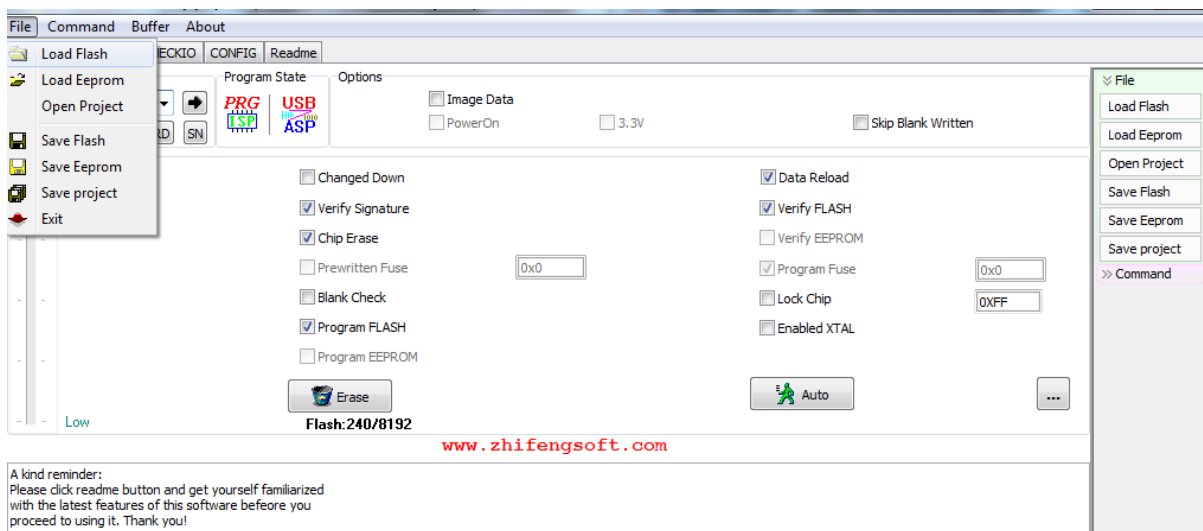 File Command Buffer About
Load Flash
Load Eeprom
Open Project
Save Flash
Save Eeprom
Save project
Exit
ECKIO CONFIG Readme
Program State
PRG ISP USB ASP
RD SN
Options
Image Data
PowerOn
3.3V
Skip Blank Written
Changed Down
Verify Signature
Chip Erase
Prewritten Fuse 0x0
Blank Check
Program FLASH
Program EEPROM
Data Reload
Verify FLASH
Verify EEPROM
Program Fuse 0x0
Lock Chip 0XFF
Enabled XTAL
Erase
Auto
...
Low
Flash:240/8192
www.zhifengsoft.com
A kind reminder:
Please click readme button and get yourself familiarized
with the latest features of this software befeore you
proceed to using it. Thank you!
File
Load Flash
Load Eeprom
Open Project
Save Flash
Save Eeprom
Save project
Command